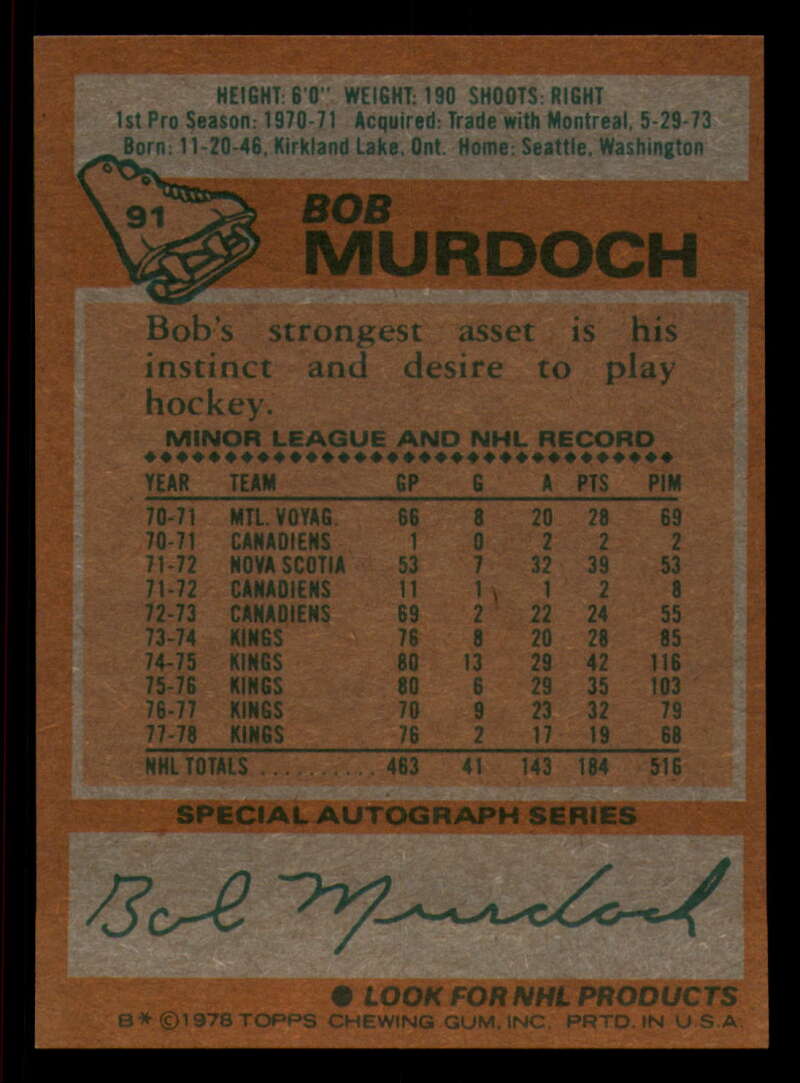 HEIGHT: 6'0" WEIGHT: 190 SHOOTS: RIGHT
1st Pro Season: 1970-71 Acquired: Trade with Montreal, 5-29-73
Born: 11-20-46, Kirkland Lake, Ont. Home: Seattle, Washington
91
BOB
MURDOCH
Bob's strongest asset is his
instinct and desire to play
hockey.
MINOR LEAGUE AND NHL RECORD
YEAR TEAM GP G A PTS PIM
70-71 MTL. VOYAG. 66 8 20 28 69
70-71 CANADIENS 1 0 2 2 2
71-72 NOVA SCOTIA 53 7 32 39 53
71-72 CANADIENS 11 1 1 2 8
72-73 CANADIENS 69 2 22 24 55
73-74 KINGS 76 8 20 28 85
74-75 KINGS 80 13 29 42 116
75-76 KINGS 80 6 29 35 103
76-77 KINGS 70 9 23 32 79
77-78 KINGS 76 2 17 19 68
NHL TOTALS .......... 463 41 143 184 516
SPECIAL AUTOGRAPH SERIES
Bob Murdoch
● LOOK FOR NHL PRODUCTS
B* ©1978 TOPPS CHEWING GUM, INC. PRTD. IN U.S.A.